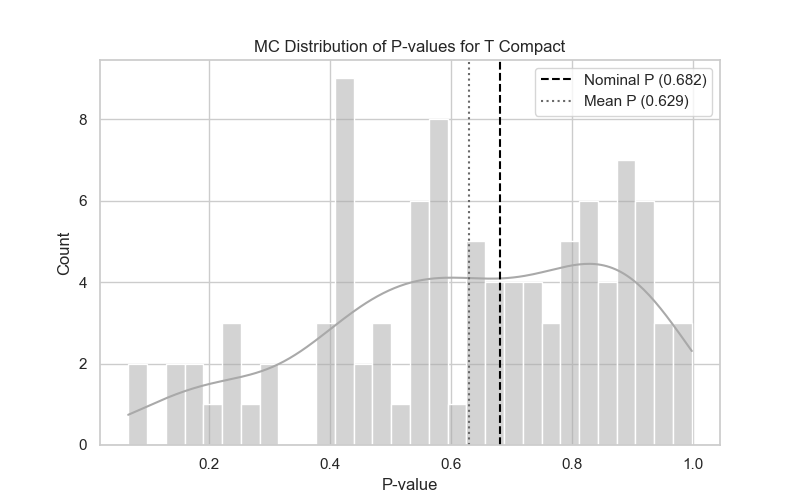 MC Distribution of P-values for T Compact
Nominal P (0.682)
Mean P (0.629)
Count
8
6
4
2
0
0.2
0.4
0.6
0.8
1.0
P-value